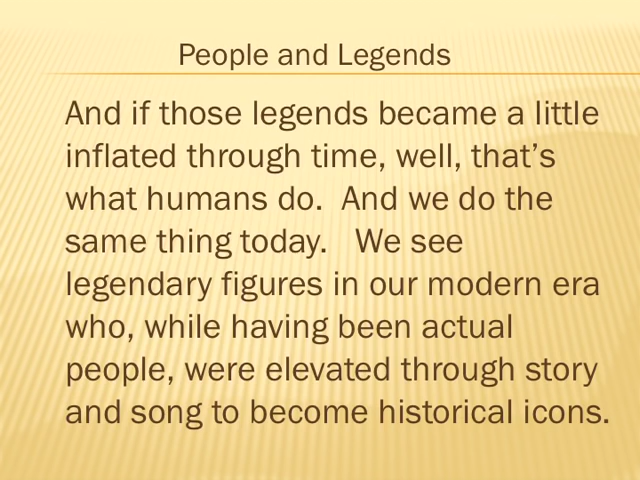 People and Legends
And if those legends became a little
inflated through time, well, that’s
what humans do.  And we do the
same thing today.   We see
legendary figures in our modern era
who, while having been actual
people, were elevated through story
and song to become historical icons.